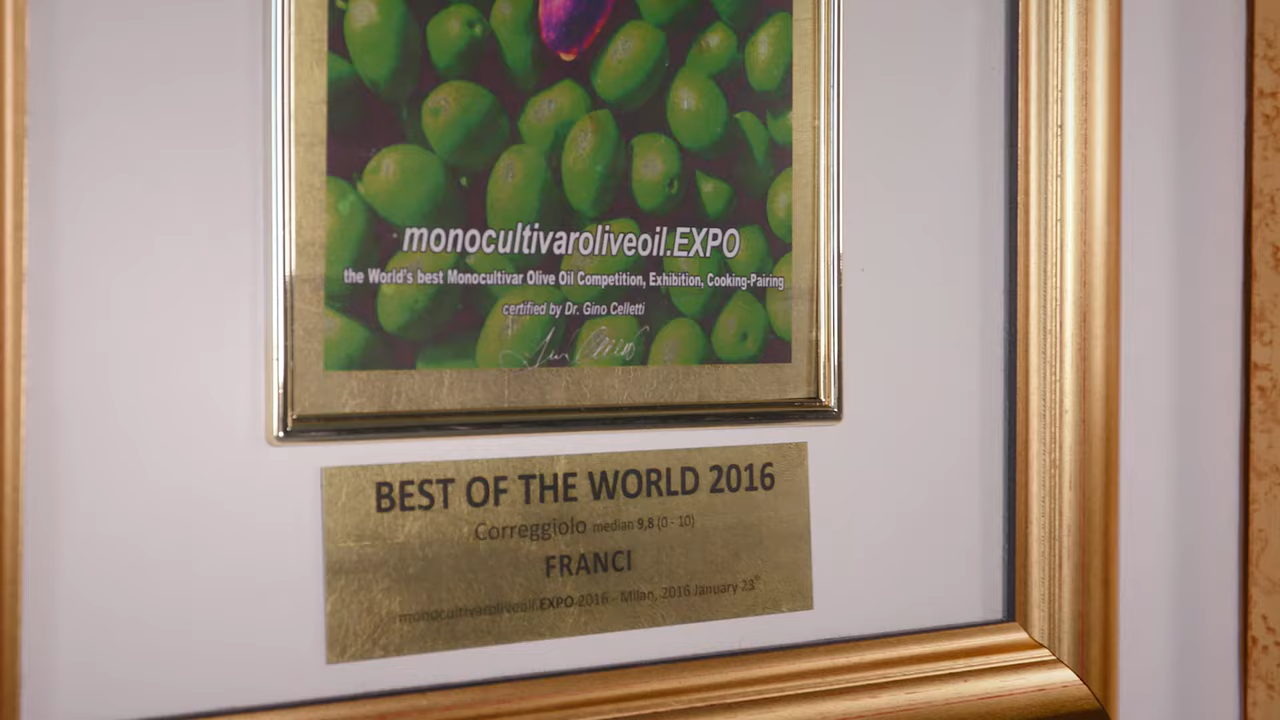 monocultivaroliveoil.EXPO
the World's best Monocultivar Olive Oil Competition, Exhibition, Cooking-Pairing
certified by Dr. Gino Celletti
BEST OF THE WORLD 2016
Correggiolo median 9,8 (0 - 10)
FRANCI
monocultivaroliveoil.EXPO 2016 - Milan, 2016 January 23th